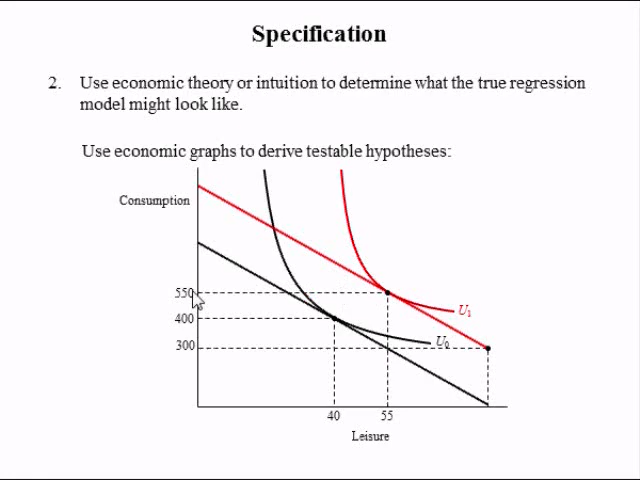 Specification
2. Use economic theory or intuition to determine what the true regression
model might look like.
Use economic graphs to derive testable hypotheses:
Consumption
550
400
300
U1
U0
40
55
Leisure